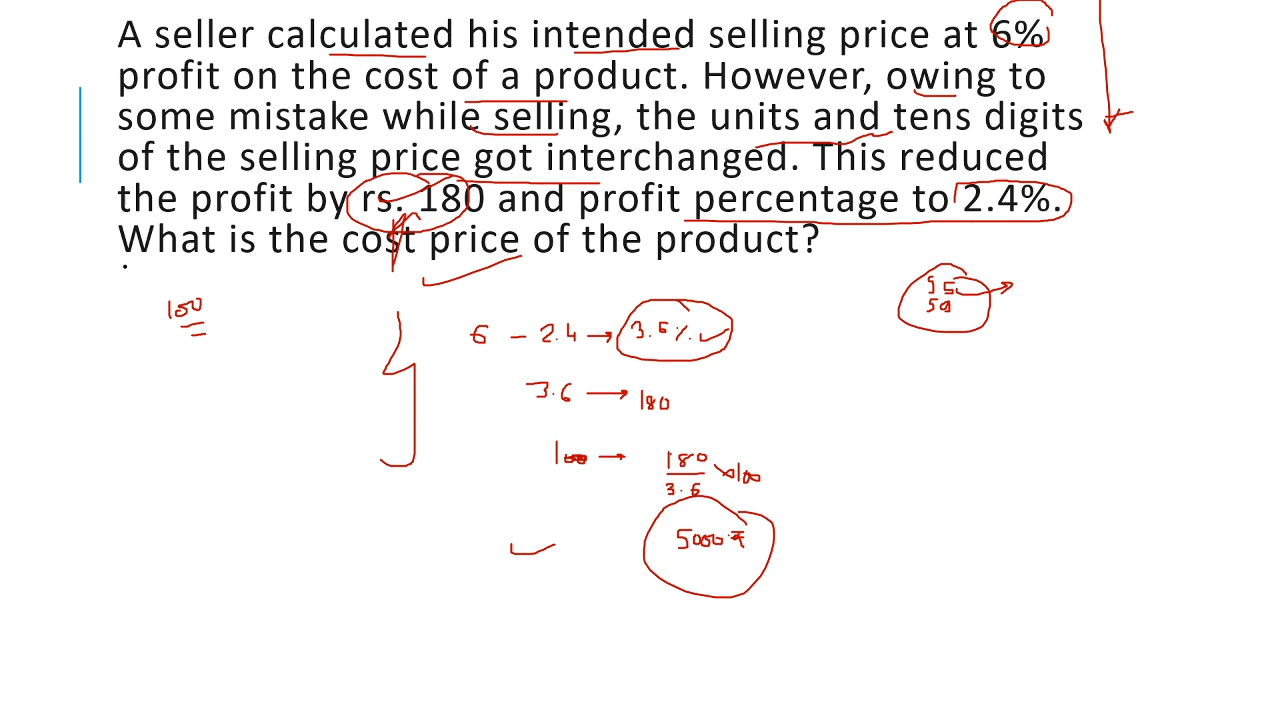 A seller calculated his intended selling price at 6%
profit on the cost of a product. However, owing to
some mistake while selling, the units and tens digits
of the selling price got interchanged. This reduced
the profit by rs. 180 and profit percentage to 2.4%.
What is the cost price of the product?
100
6 - 2.4 → 3.6%.
3.6 → 180
100 → 180/3.6 × 100
5000 ₹